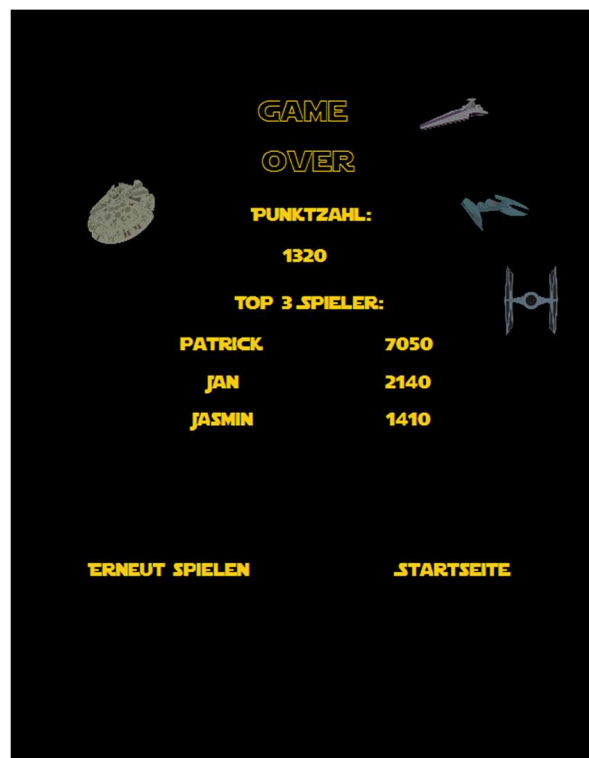 GAME
OVER
PUNKTZAHL:
1320
TOP 3 SPIELER:
PATRICK 7050
JAN 2140
JASMIN 1410
ERNEUT SPIELEN STARTSEITE